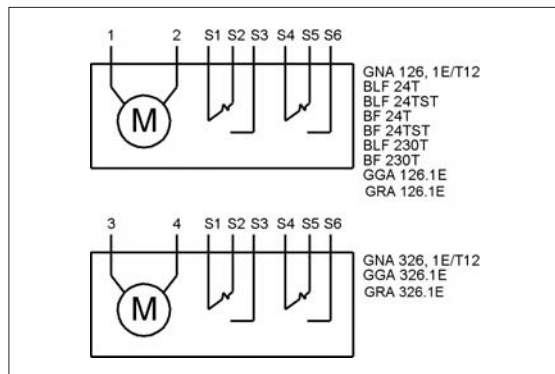 1 2 S1 S2 S3 S4 S5 S6
GNA 126, 1E/T12
BLF 24T
BLF 24TST
BF 24T
BF 24TST
BLF 230T
BF 230T
GGA 126.1E
GRA 126.1E
M
3 4 S1 S2 S3 S4 S5 S6
GNA 326, 1E/T12
GGA 326.1E
GRA 326.1E
M